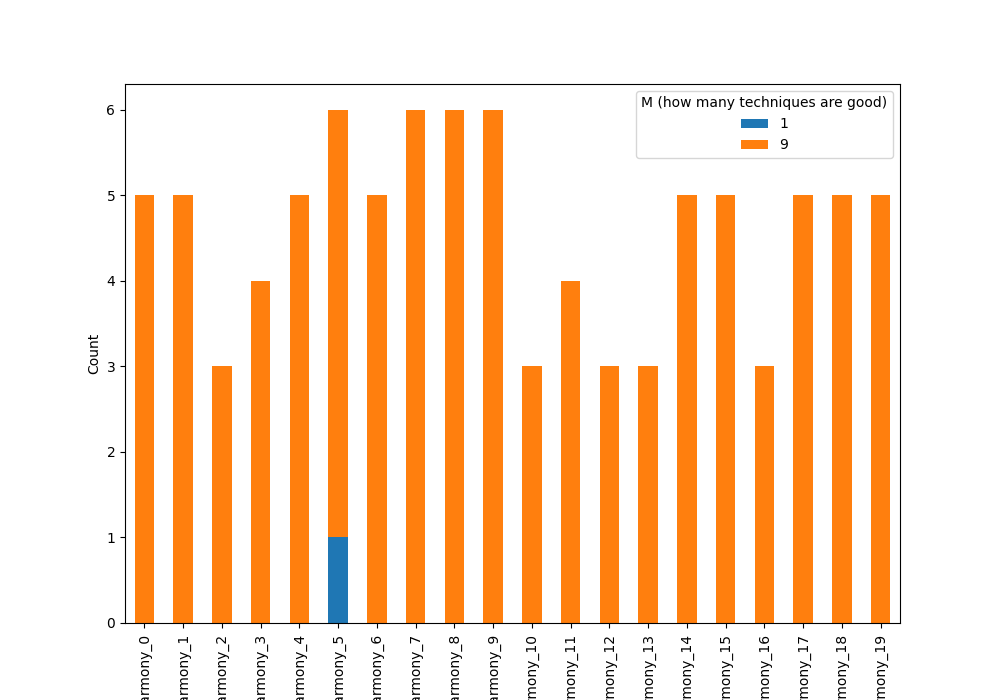 M (how many techniques are good)
1
9
6
5
4
3
2
1
0
Count
armony_0
armony_1
armony_2
armony_3
armony_4
armony_5
armony_6
armony_7
armony_8
armony_9
mony_10
mony_11
mony_12
mony_13
mony_14
mony_15
mony_16
mony_17
mony_18
mony_19